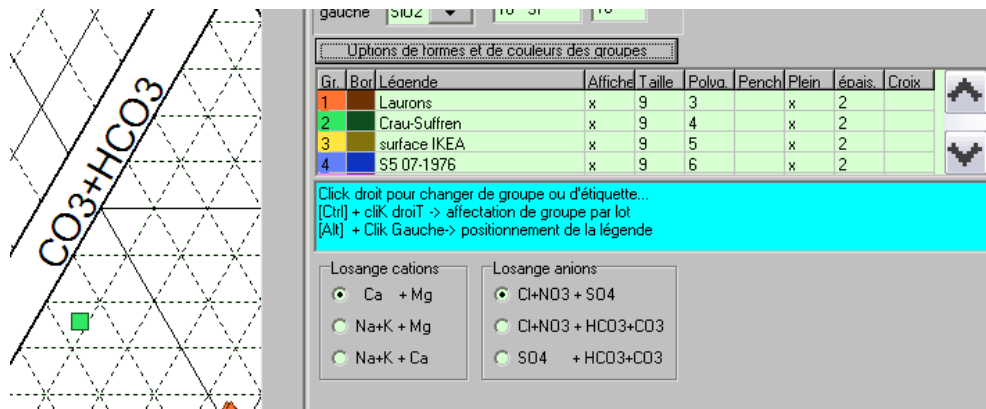 CO3+HCO3
gauche SiO2
Options de formes et de couleurs des groupes
Gr. Bor Légende Affiche Taille Polyg. Pench Plein épais. Croix
1 Laurons x 9 3 x 2
2 Crau-Suffren x 9 4 x 2
3 surface IKEA x 9 5 x 2
4 S5 07-1976 x 9 6 x 2
Click droit pour changer de groupe ou d'étiquette...
[Ctrl] + cliK droiT -> affectation de groupe par lot
[Alt] + Clik Gauche-> positionnement de la légende
Losange cations
Ca + Mg
Na+K + Mg
Na+K + Ca
Losange anions
Cl+NO3 + SO4
Cl+NO3 + HCO3+CO3
SO4 + HCO3+CO3